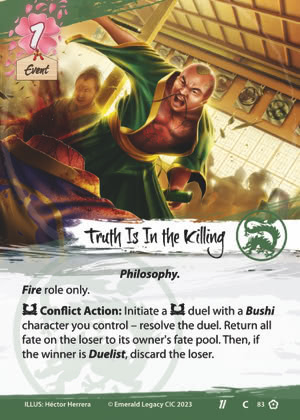 1
Event
Truth Is In the Killing
Philosophy.
Fire role only.
Conflict Action: Initiate a duel with a Bushi
character you control – resolve the duel. Return all
fate on the loser to its owner's fate pool. Then, if
the winner is Duelist, discard the loser.
ILLUS: Héctor Herrera © Emerald Legacy CIC 2023 C 83